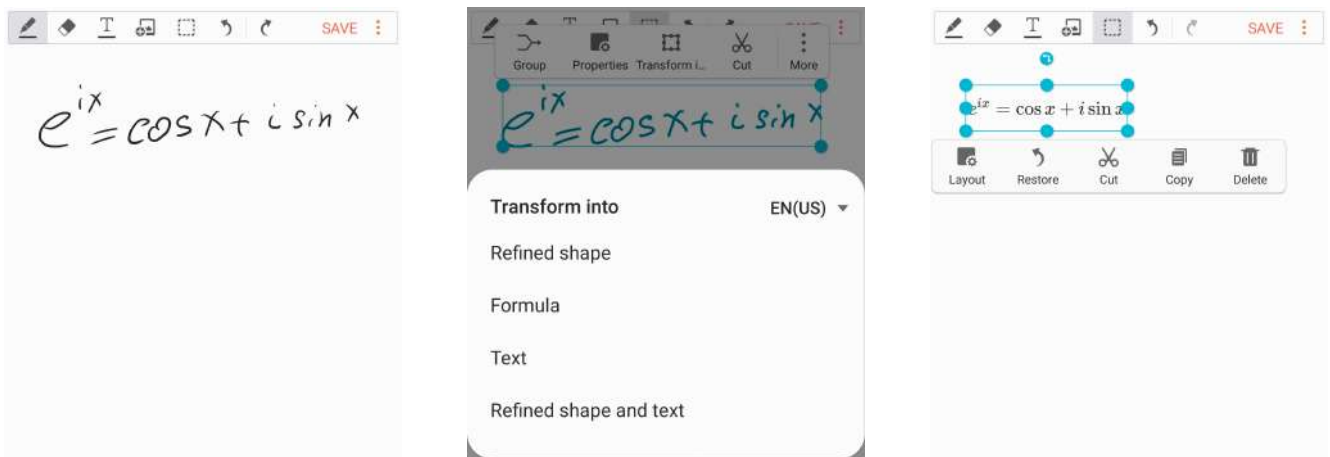 T SAVE
e^{ix} = cos x + i sin x
T SAVE
Group Properties Transform i... Cut More
e^{ix} = cos x + i sin x
Transform into EN(US)
Refined shape
Formula
Text
Refined shape and text
T SAVE
e^{ix} = cos x + i sin x
Layout Restore Cut Copy Delete